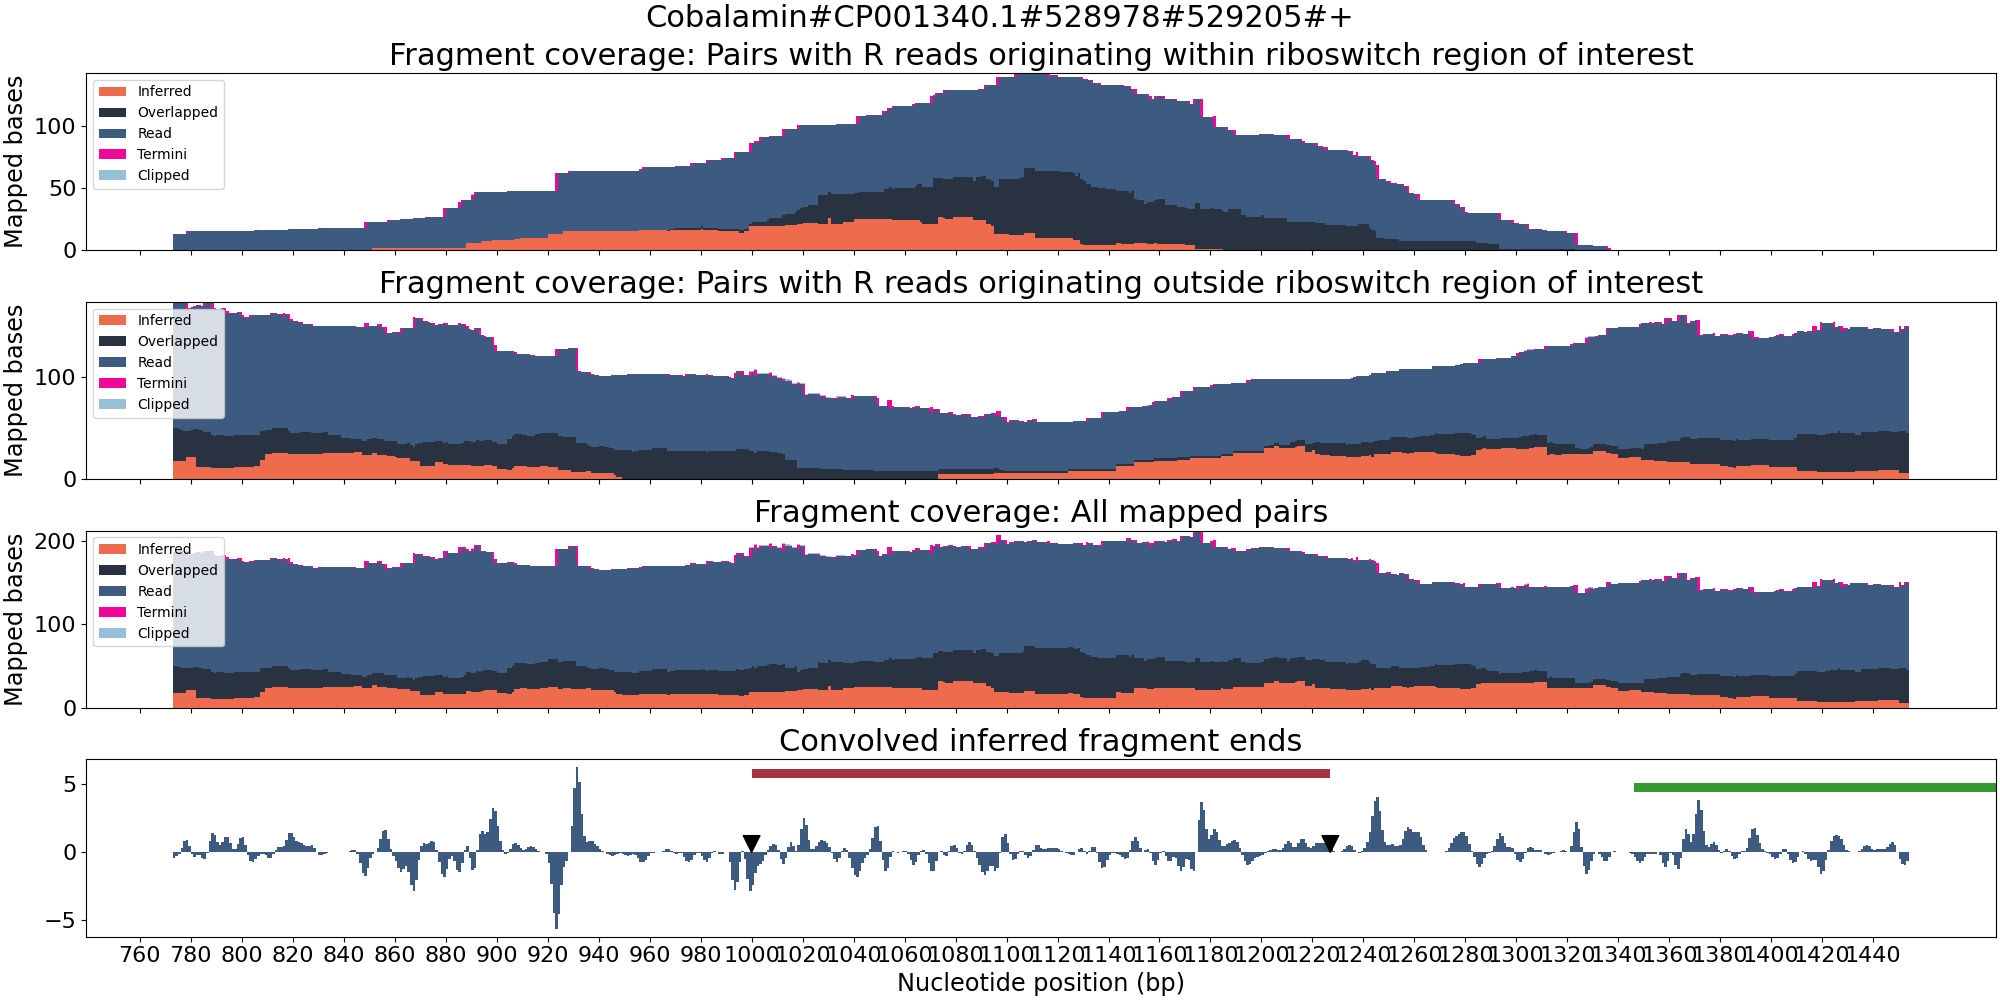 Cobalamin#CP001340.1#528978#529205#+
Fragment coverage: Pairs with R reads originating within riboswitch region of interest
Mapped bases
100
50
0
Inferred
Overlapped
Read
Termini
Clipped
Fragment coverage: Pairs with R reads originating outside riboswitch region of interest
Mapped bases
100
0
Inferred
Overlapped
Read
Termini
Clipped
Fragment coverage: All mapped pairs
Mapped bases
200
100
0
Inferred
Overlapped
Read
Termini
Clipped
Convolved inferred fragment ends
5
0
−5
760 780 800 820 840 860 880 900 920 940 960 980 1000 1020 1040 1060 1080 1100 1120 1140 1160 1180 1200 1220 1240 1260 1280 1300 1320 1340 1360 1380 1400 1420 1440
Nucleotide position (bp)